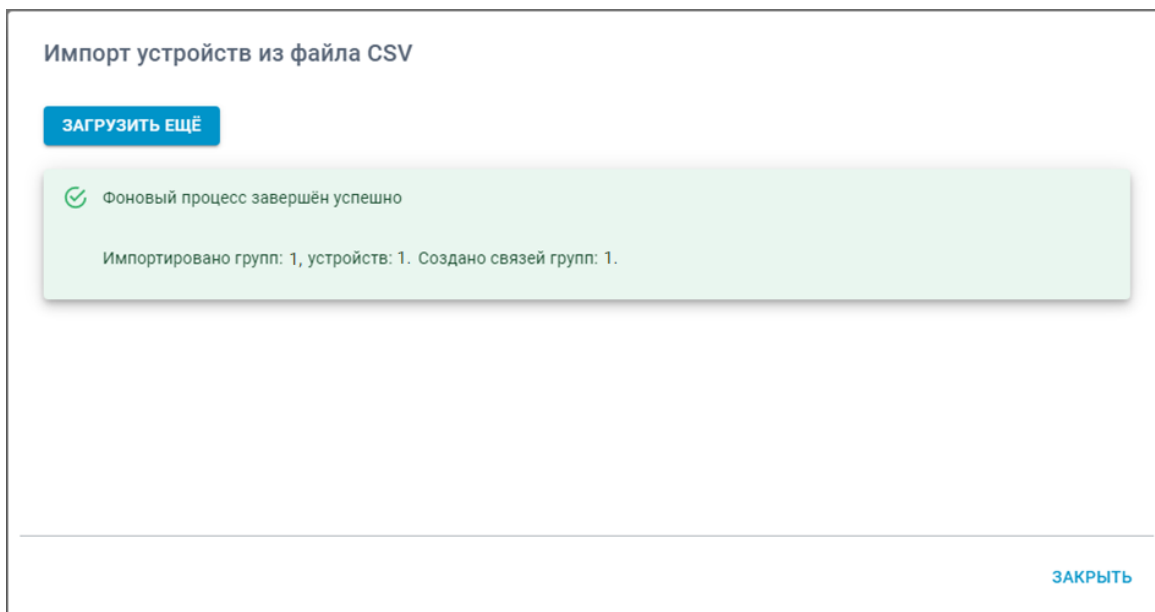 Импорт устройств из файла CSV
ЗАГРУЗИТЬ ЕЩЁ
Фоновый процесс завершён успешно
Импортировано групп: 1, устройств: 1. Создано связей групп: 1.
ЗАКРЫТЬ